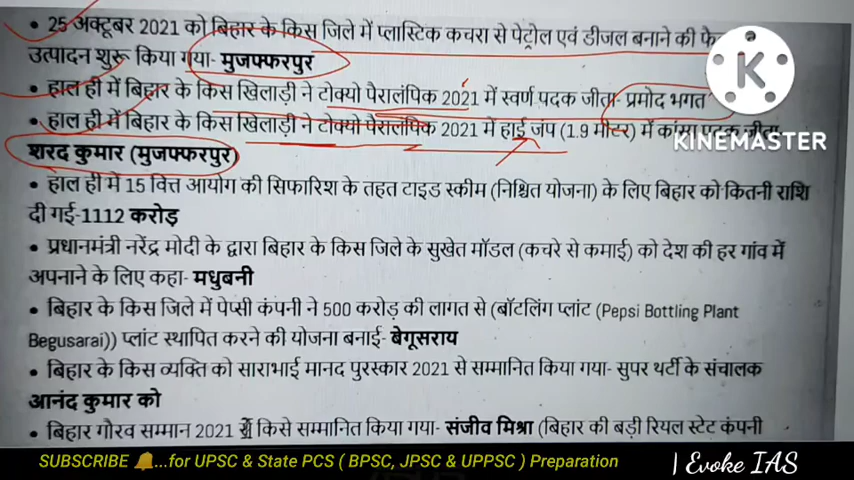 • 25 अक्टूबर 2021 को बिहार के किस जिले में प्लास्टिक कचरा से पेट्रोल एवं डीजल बनाने की
उत्पादन शुरू किया गया- मुजफ्फरपुर
• हाल ही में बिहार के किस खिलाड़ी ने टोक्यो पैरालंपिक 2021 में स्वर्ण पदक जीता- प्रमोद भगत
• हाल ही में बिहार के किस खिलाड़ी ने टोक्यो पैरालंपिक 2021 में हाई जंप (1.9 मीटर) में कांस्य पदक जीता-
शरद कुमार (मुजफ्फरपुर)
• हाल ही में 15 वित्त आयोग की सिफारिश के तहत टाइड स्कीम (निश्चित योजना) के लिए बिहार को कितनी राशि
दी गई-1112 करोड़
• प्रधानमंत्री नरेंद्र मोदी के द्वारा बिहार के किस जिले के सुखेत मॉडल (कचरे से कमाई) को देश की हर गांव में
अपनाने के लिए कहा- मधुबनी
• बिहार के किस जिले में पेप्सी कंपनी ने 500 करोड़ की लागत से (बॉटलिंग प्लांट (Pepsi Bottling Plant
Begusarai)) प्लांट स्थापित करने की योजना बनाई- बेगूसराय
• बिहार के किस व्यक्ति को साराभाई मानद पुरस्कार 2021 से सम्मानित किया गया- सुपर थर्टी के संचालक
आनंद कुमार को
• बिहार गौरव सम्मान 2021 से किसे सम्मानित किया गया- संजीव मिश्रा (बिहार की बड़ी रियल स्टेट कंपनी
K
KINEMASTER
SUBSCRIBE 🔔...for UPSC & State PCS ( BPSC, JPSC & UPPSC ) Preparation
| Evoke IAS